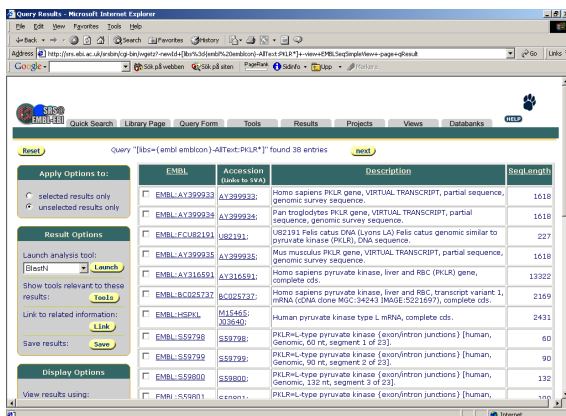 Query Results - Microsoft Internet Explorer
File Edit View Favorites Tools Help
Back Search Favorites History
Address http://srs.ebi.ac.uk/srsbin/cgi-bin/wgetz?-newId+[libs%3d{embl%20emblcon}-AllText:PKLR*]+-view+EMBLSeqSimpleView+-page+qResult Go Links
Google Sök på webben Sök på siten PageRank Sidinfo Upp Markera
SRS@
EMBL-EBI Quick Search Library Page Query Form Tools Results Projects Views Databanks HELP
Reset Query "[libs={embl emblcon}-AllText:PKLR*]" found 38 entries next
Apply Options to:
selected results only
unselected results only
Result Options
Launch analysis tool:
BlastN Launch
Show tools relevant to these
results: Tools
Link to related information:
Link
Save results: Save
Display Options
View results using:
EMBL Accession Description SeqLength
(Links to SVA)
EMBL:AY399933 AY399933; Homo sapiens PKLR gene, VIRTUAL TRANSCRIPT, partial sequence, 1618
genomic survey sequence.
EMBL:AY399934 AY399934; Pan troglodytes PKLR gene, VIRTUAL TRANSCRIPT, partial 1618
sequence, genomic survey sequence.
EMBL:FCU82191 U82191; U82191 Felis catus DNA (Lyons LA) Felis catus genomic similar to 227
pyruvate kinase (PKLR), DNA sequence.
EMBL:AY399935 AY399935; Mus musculus PKLR gene, VIRTUAL TRANSCRIPT, partial sequence, 1618
genomic survey sequence.
EMBL:AY316591 AY316591; Homo sapiens pyruvate kinase, liver and RBC (PKLR) gene, 13322
complete cds.
EMBL:BC025737 BC025737; Homo sapiens pyruvate kinase, liver and RBC, transcript variant 1, 2169
mRNA (cDNA clone MGC:34243 IMAGE:5221697), complete cds.
EMBL:HSPKL M15465; Human pyruvate kinase type L mRNA, complete cds. 2431
J03640;
EMBL:S59798 S59798; PKLR=L-type pyruvate kinase {exon/intron junctions} [human, 60
Genomic, 60 nt, segment 1 of 23].
EMBL:S59799 S59799; PKLR=L-type pyruvate kinase {exon/intron junctions} [human, 90
Genomic, 90 nt, segment 2 of 23].
EMBL:S59800 S59800; PKLR=L-type pyruvate kinase {exon/intron junctions} [human, 132
Genomic, 132 nt, segment 3 of 23].
EMBL:S59801 S59801; PKLR=L-type pyruvate kinase {exon/intron junctions} [human,
Internet